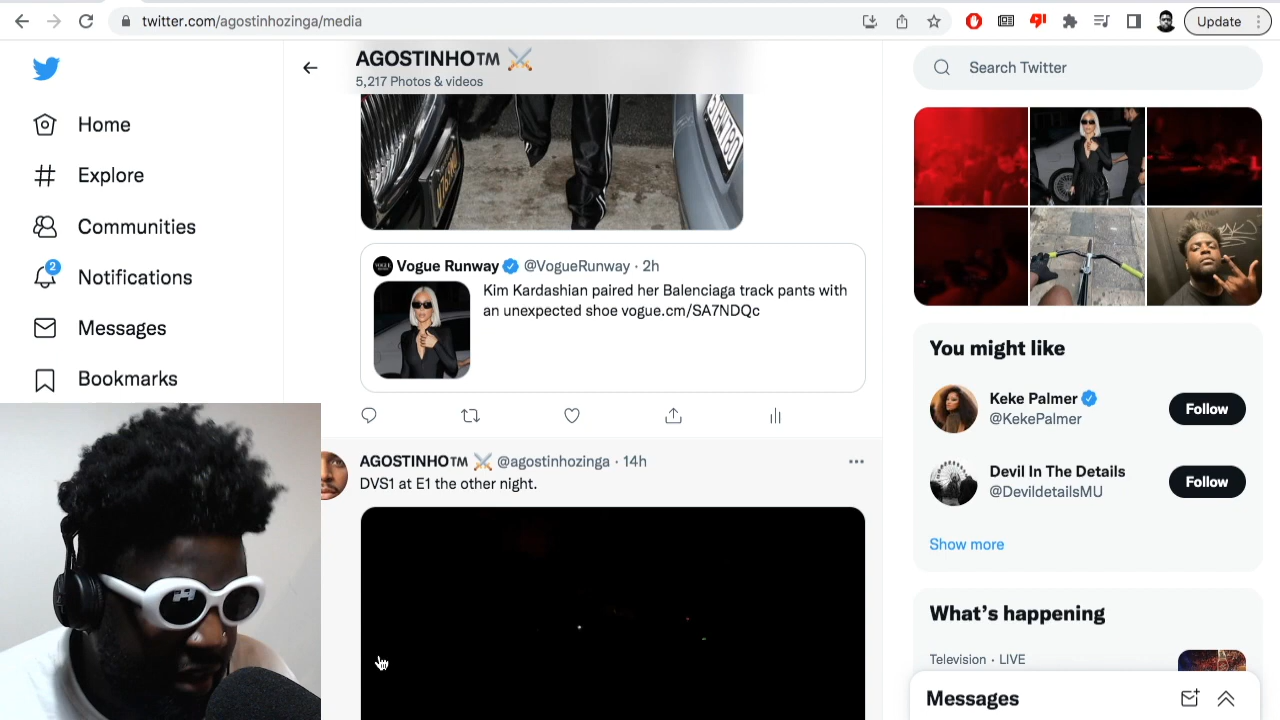 twitter.com/agostinhozinga/media
Update
AGOSTINHO™ ⚔️
5,217 Photos & videos
Search Twitter
Home
Explore
Communities
2
Notifications
Messages
Bookmarks
Vogue Runway @VogueRunway · 2h
Kim Kardashian paired her Balenciaga track pants with
an unexpected shoe vogue.cm/SA7NDQc
AGOSTINHO™ ⚔️ @agostinhozinga · 14h
DVS1 at E1 the other night.
You might like
Keke Palmer
@KekePalmer
Follow
Devil In The Details
@DevildetailsMU
Follow
Show more
What's happening
Television · LIVE
Messages